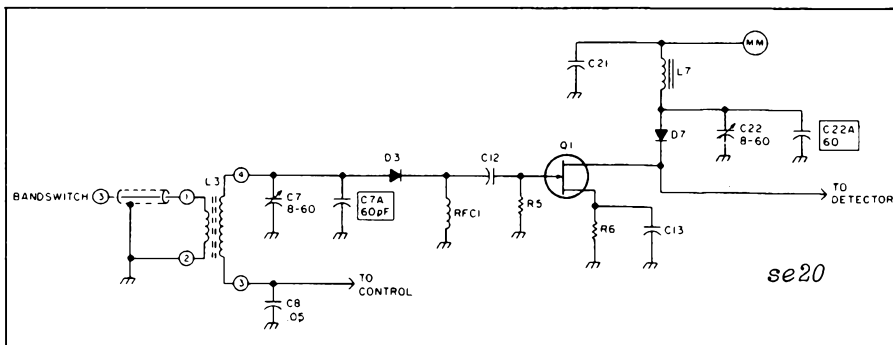 MM
C21
L7
D3
C12
Q1
D7
C22
8-60
C22A
60
BANDSWITCH 3
1
L3
4
C7
8-60
C7A
60pF
RFC1
R5
R6
C13
TO
DETECTOR
2
3
TO
CONTROL
C8
.05
se20